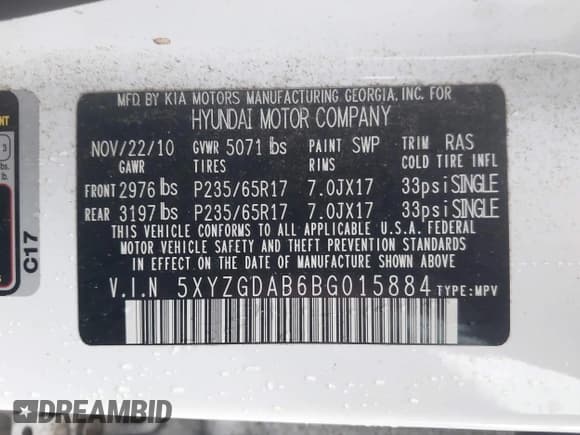 MFD. BY KIA MOTORS MANUFACTURING GEORGIA, INC. FOR
HYUNDAI MOTOR COMPANY
NOV/22/10 GVWR 5071 lbs PAINT SWP TRIM RAS
GAWR TIRES RIMS COLD TIRE INFL
FRONT 2976 lbs P235/65R17 7.0JX17 33psi SINGLE
REAR 3197 lbs P235/65R17 7.0JX17 33psi SINGLE
THIS VEHICLE CONFORMS TO ALL APPLICABLE U.S.A. FEDERAL
MOTOR VEHICLE SAFETY AND THEFT PREVENTION STANDARDS
IN EFFECT ON THE DATE OF MANUFACTURE SHOWN ABOVE.
V.I.N 5XYZGDAB6BG015884 TYPE:MPV
C17
DREAMBID